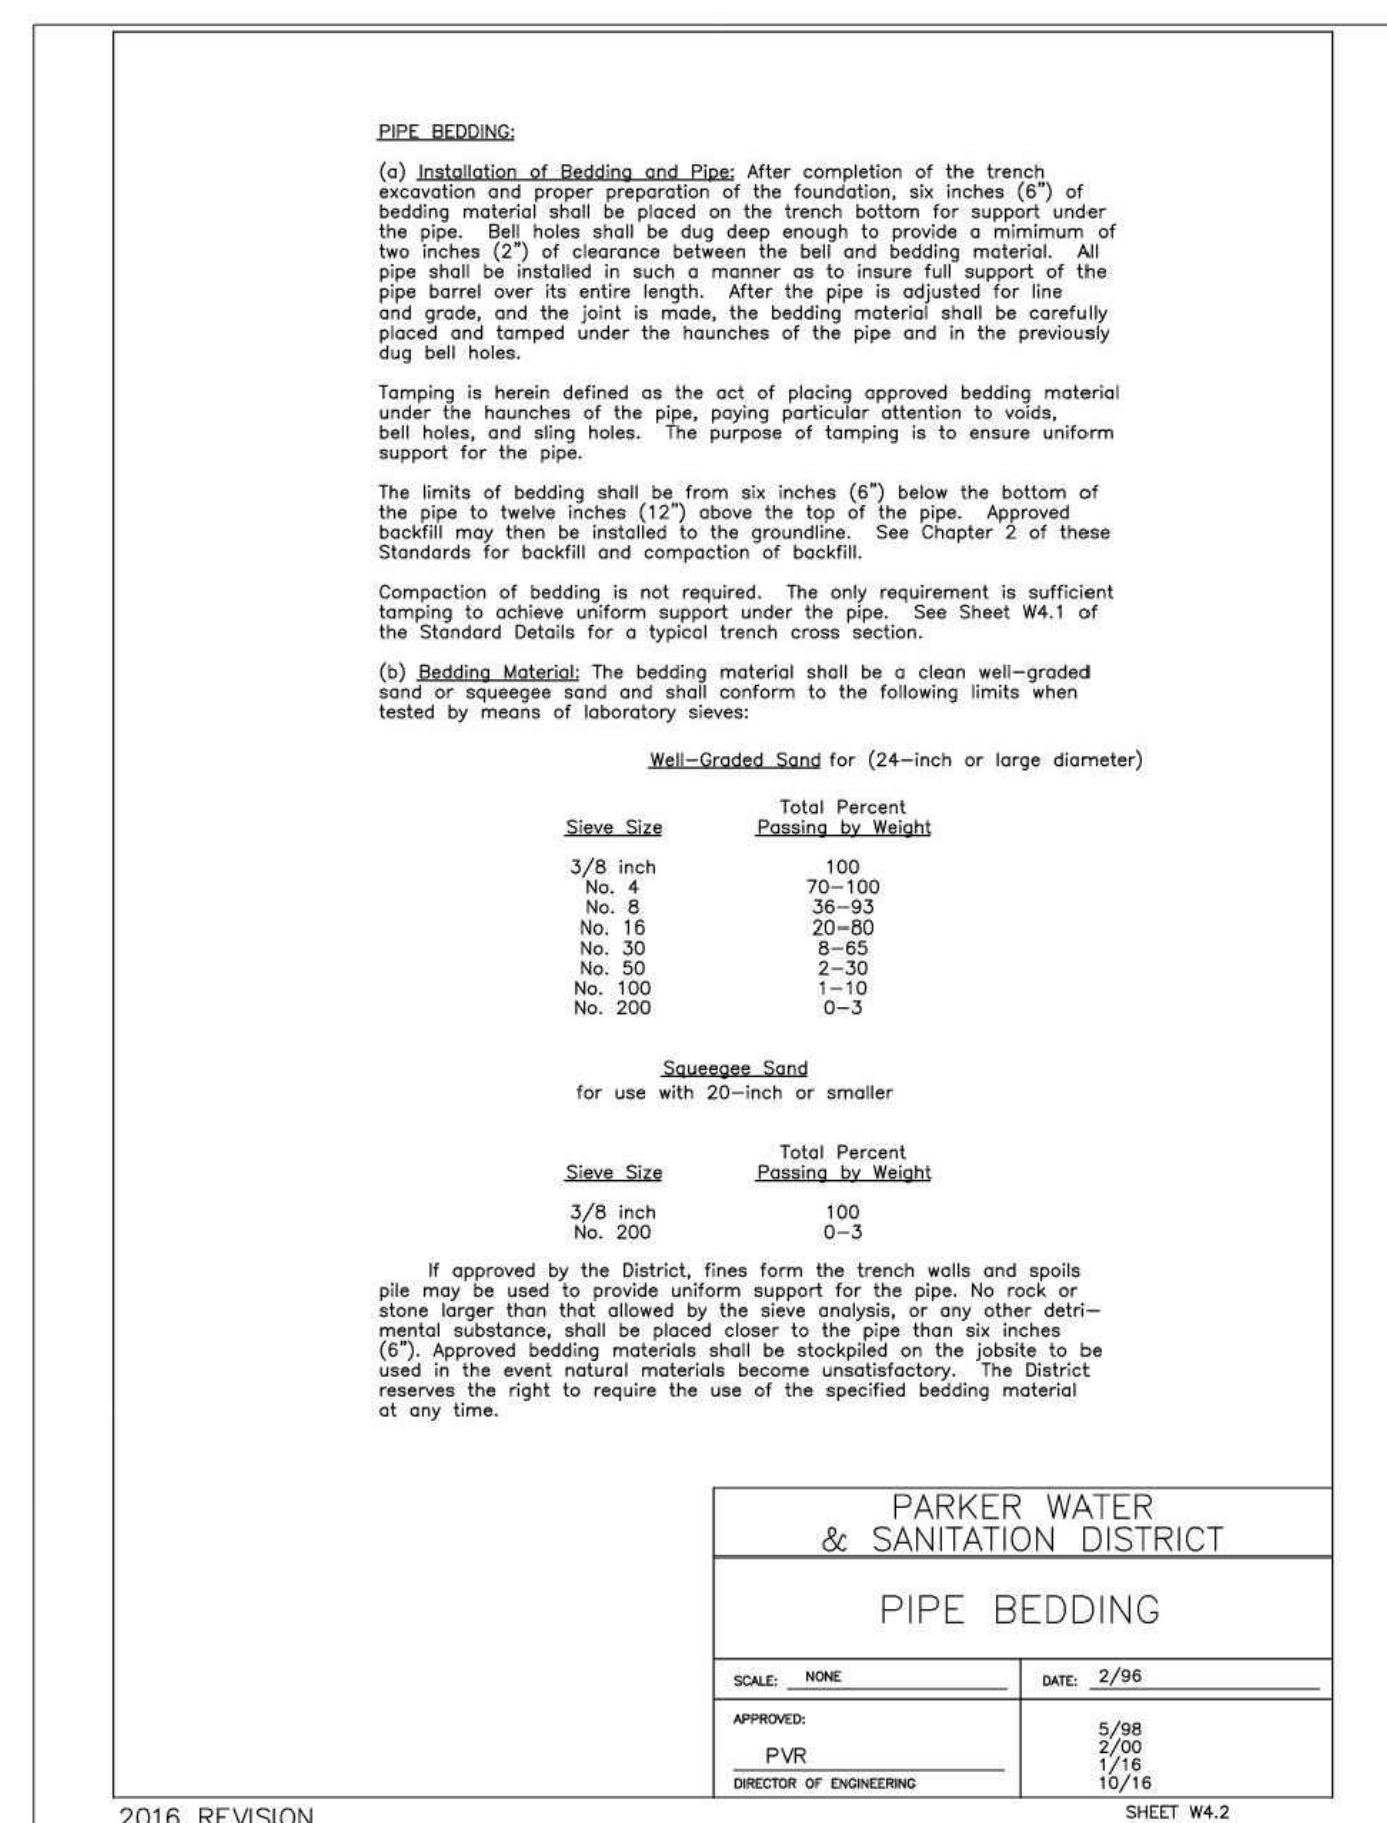 PIPE BEDDING:
(a) Installation of Bedding and Pipe: After completion of the trench
excavation and proper preparation of the foundation, six inches (6") of
bedding material shall be placed on the trench bottom for support under
the pipe. Bell holes shall be dug deep enough to provide a mimimum of
two inches (2") of clearance between the bell and bedding material. All
pipe shall be installed in such a manner as to insure full support of the
pipe barrel over its entire length. After the pipe is adjusted for line
and grade, and the joint is made, the bedding material shall be carefully
placed and tamped under the haunches of the pipe and in the previously
dug bell holes.
Tamping is herein defined as the act of placing approved bedding material
under the haunches of the pipe, paying particular attention to voids,
bell holes, and sling holes. The purpose of tamping is to ensure uniform
support for the pipe.
The limits of bedding shall be from six inches (6") below the bottom of
the pipe to twelve inches (12") above the top of the pipe. Approved
backfill may then be installed to the groundline. See Chapter 2 of these
Standards for backfill and compaction of backfill.
Compaction of bedding is not required. The only requirement is sufficient
tamping to achieve uniform support under the pipe. See Sheet W4.1 of
the Standard Details for a typical trench cross section.
(b) Bedding Material: The bedding material shall be a clean well-graded
sand or squeegee sand and shall conform to the following limits when
tested by means of laboratory sieves:
Well-Graded Sand for (24-inch or large diameter)
Total Percent
Sieve Size Passing by Weight
3/8 inch 100
No. 4 70-100
No. 8 36-93
No. 16 20-80
No. 30 8-65
No. 50 2-30
No. 100 1-10
No. 200 0-3
Squeegee Sand
for use with 20-inch or smaller
Total Percent
Sieve Size Passing by Weight
3/8 inch 100
No. 200 0-3
If approved by the District, fines form the trench walls and spoils
pile may be used to provide uniform support for the pipe. No rock or
stone larger than that allowed by the sieve analysis, or any other detri-
mental substance, shall be placed closer to the pipe than six inches
(6"). Approved bedding materials shall be stockpiled on the jobsite to be
used in the event natural materials become unsatisfactory. The District
reserves the right to require the use of the specified bedding material
at any time.
PARKER WATER
& SANITATION DISTRICT
PIPE BEDDING
SCALE: NONE DATE: 2/96
APPROVED:
PVR
DIRECTOR OF ENGINEERING
5/98
2/00
1/16
10/16
2016 REVISION
SHEET W4.2